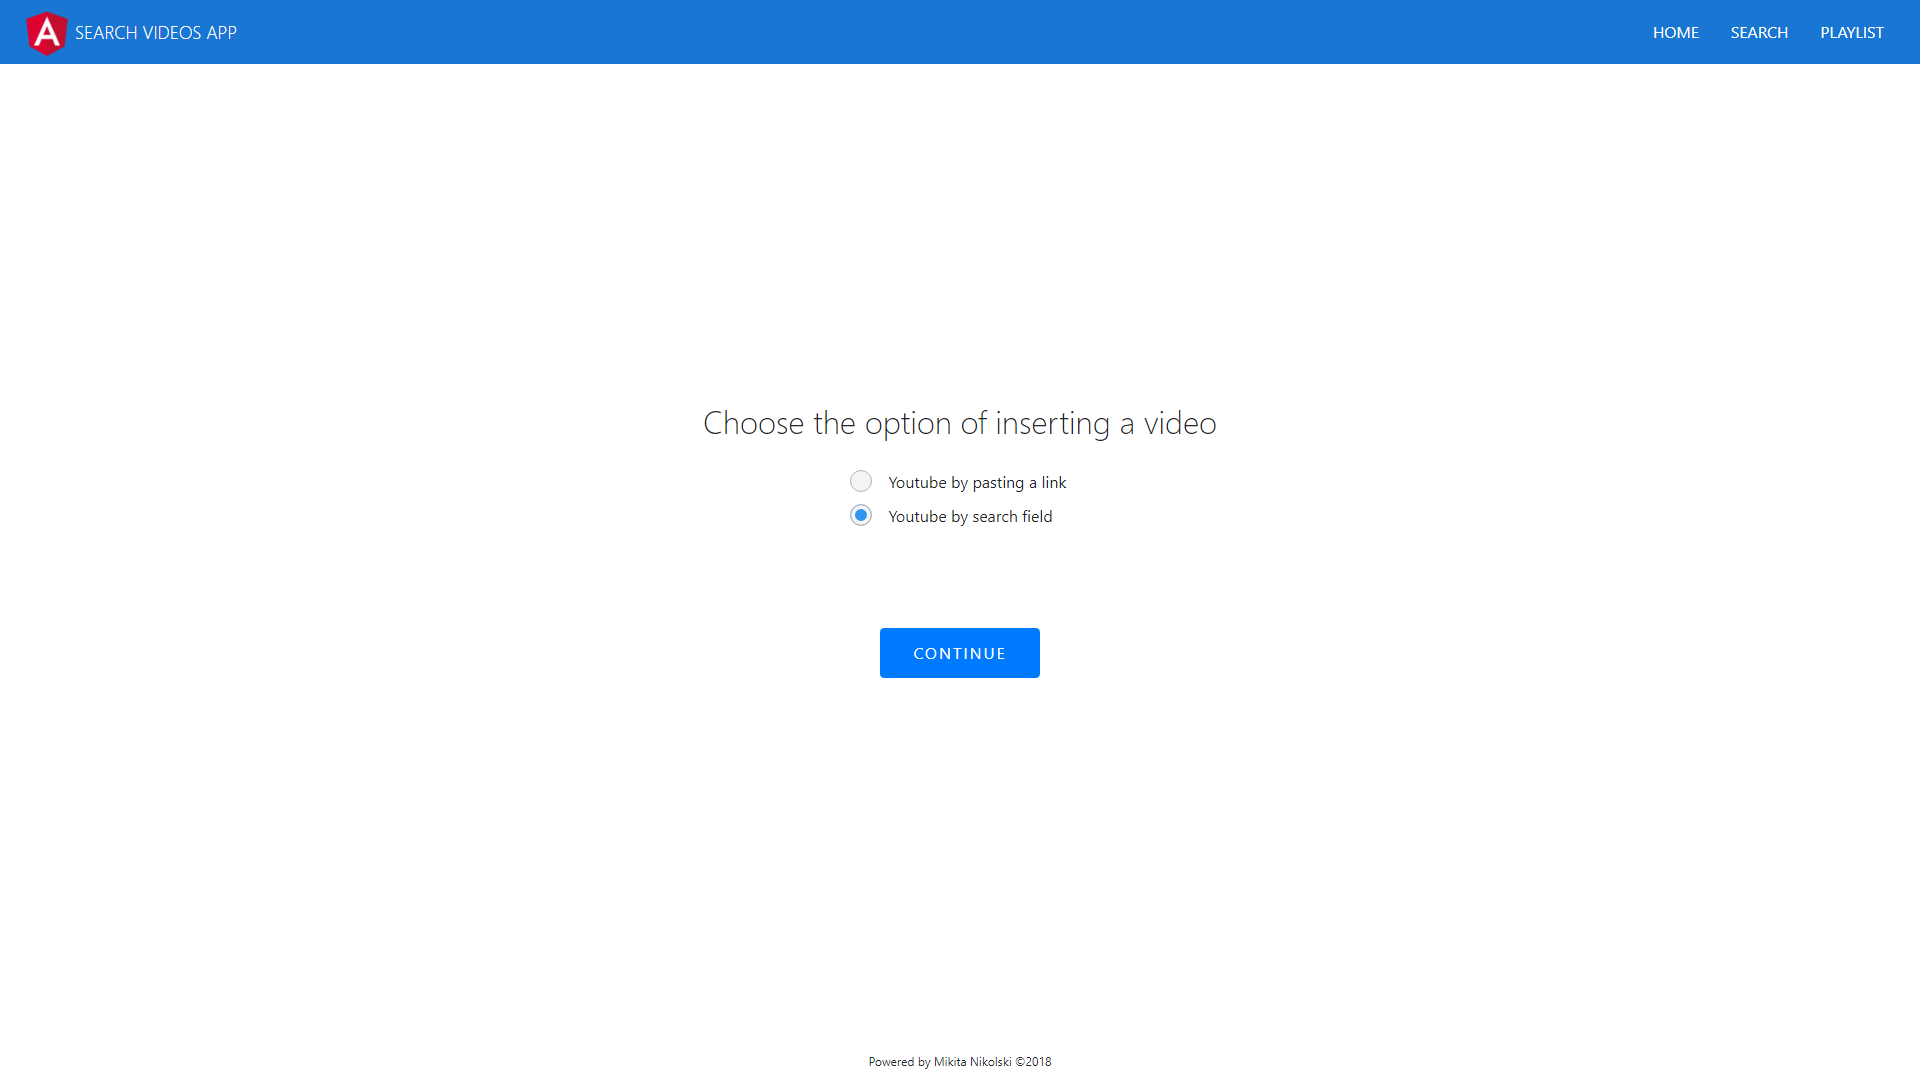 SEARCH VIDEOS APP
HOME SEARCH PLAYLIST
Choose the option of inserting a video
Youtube by pasting a link
Youtube by search field
CONTINUE
Powered by Mikita Nikolski ©2018